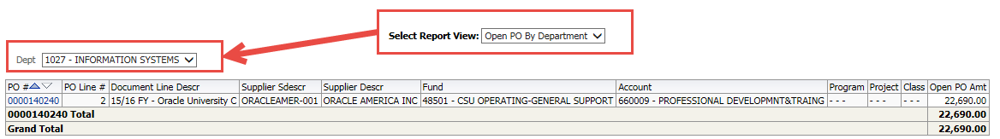 Select Report View: Open PO By Department
Dept 1027 - INFORMATION SYSTEMS
PO # PO Line # Document Line Descr Supplier Sdescr Supplier Descr Fund Account Program Project Class Open PO Amt
0000140240 2 15/16 FY - Oracle University C ORACLEAMER-001 ORACLE AMERICA INC 48501 - CSU OPERATING-GENERAL SUPPORT 660009 - PROFESSIONAL DEVELOPMNT&TRAING - - - - - - - - - 22,690.00
0000140240 Total 22,690.00
Grand Total 22,690.00